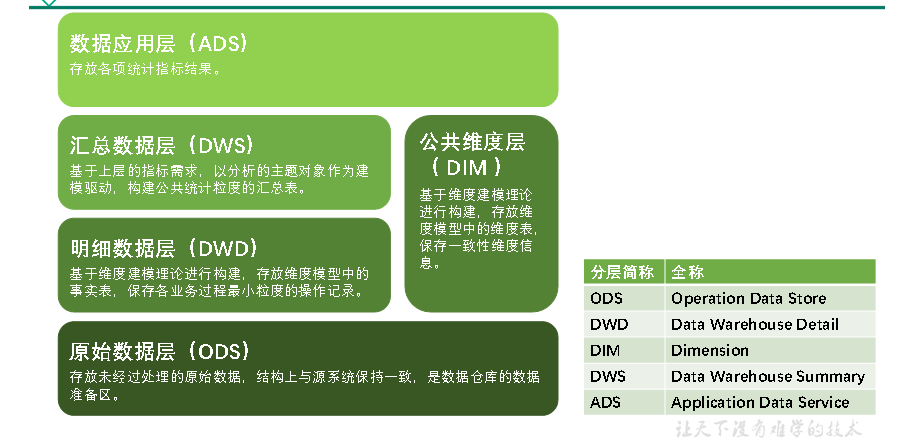 数据应用层（ADS）
存放各项统计指标结果。
汇总数据层（DWS）
基于上层的指标需求，以分析的主题对象作为建
模驱动，构建公共统计粒度的汇总表。
公共维度层
（ DIM ）
基于维度建模理论
进行构建，存放维
度模型中的维度表，
保存一致性维度信
息。
明细数据层（DWD）
基于维度建模理论进行构建，存放维度模型中的
事实表，保存各业务过程最小粒度的操作记录。
原始数据层（ODS）
存放未经过处理的原始数据，结构上与源系统保持一致，是数据仓库的数据
准备区。
分层简称 全称
ODS Operation Data Store
DWD Data Warehouse Detail
DIM Dimension
DWS Data Warehouse Summary
ADS Application Data Service
让天下没有难学的技术